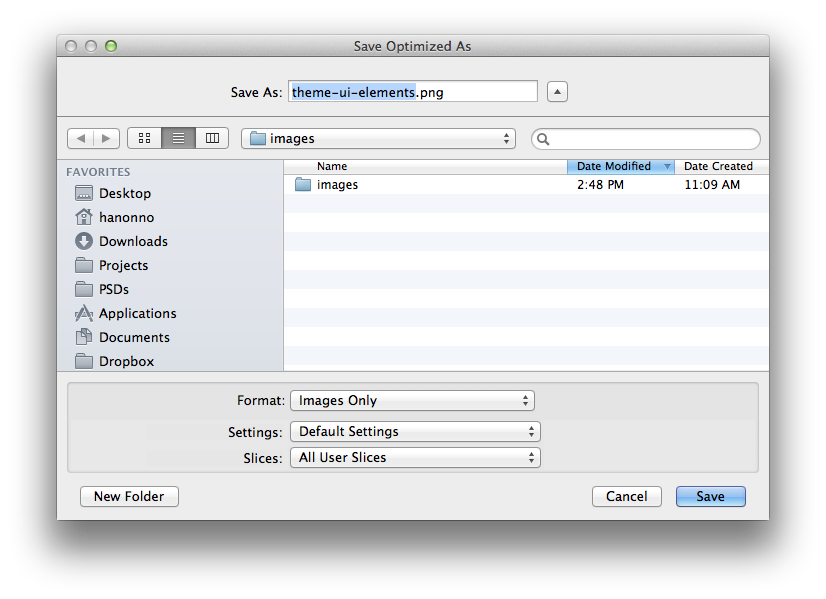 Save Optimized As
Save As: theme-ui-elements.png
images
FAVORITES
Desktop
hanonno
Downloads
Projects
PSDs
Applications
Documents
Dropbox
Name Date Modified Date Created
images 2:48 PM 11:09 AM
Format: Images Only
Settings: Default Settings
Slices: All User Slices
New Folder Cancel Save